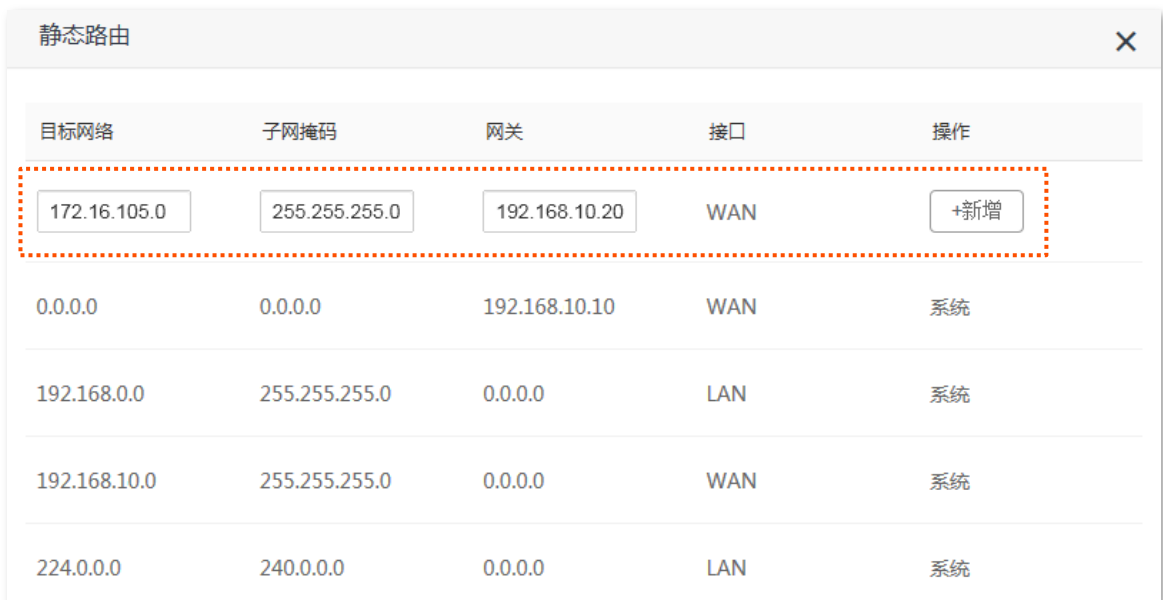 静态路由
目标网络 子网掩码 网关 接口 操作
172.16.105.0 255.255.255.0 192.168.10.20 WAN +新增
0.0.0.0 0.0.0.0 192.168.10.10 WAN 系统
192.168.0.0 255.255.255.0 0.0.0.0 LAN 系统
192.168.10.0 255.255.255.0 0.0.0.0 WAN 系统
224.0.0.0 240.0.0.0 0.0.0.0 LAN 系统